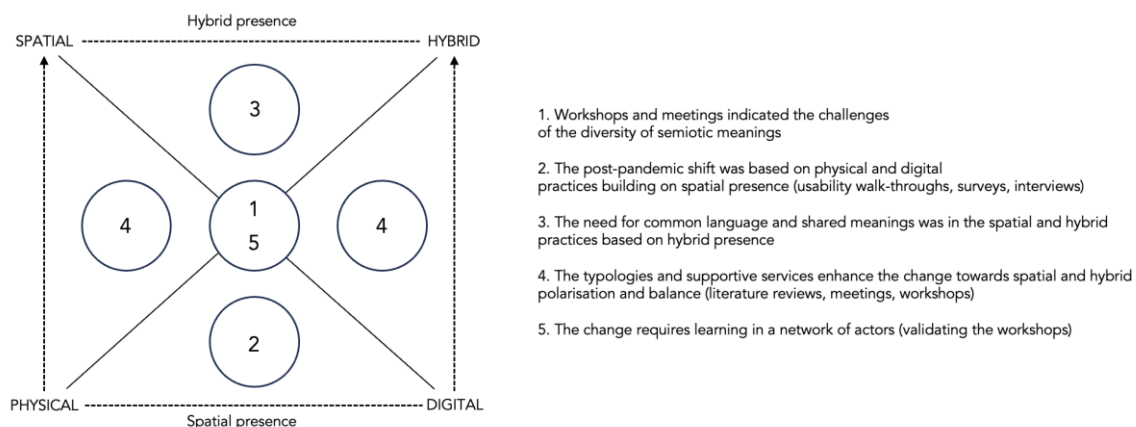 Hybrid presence
SPATIAL
HYBRID
3
4
1
5
4
2
PHYSICAL
DIGITAL
Spatial presence
1. Workshops and meetings indicated the challenges
of the diversity of semiotic meanings
2. The post-pandemic shift was based on physical and digital
practices building on spatial presence (usability walk-throughs, surveys, interviews)
3. The need for common language and shared meanings was in the spatial and hybrid
practices based on hybrid presence
4. The typologies and supportive services enhance the change towards spatial and hybrid
polarisation and balance (literature reviews, meetings, workshops)
5. The change requires learning in a network of actors (validating the workshops)